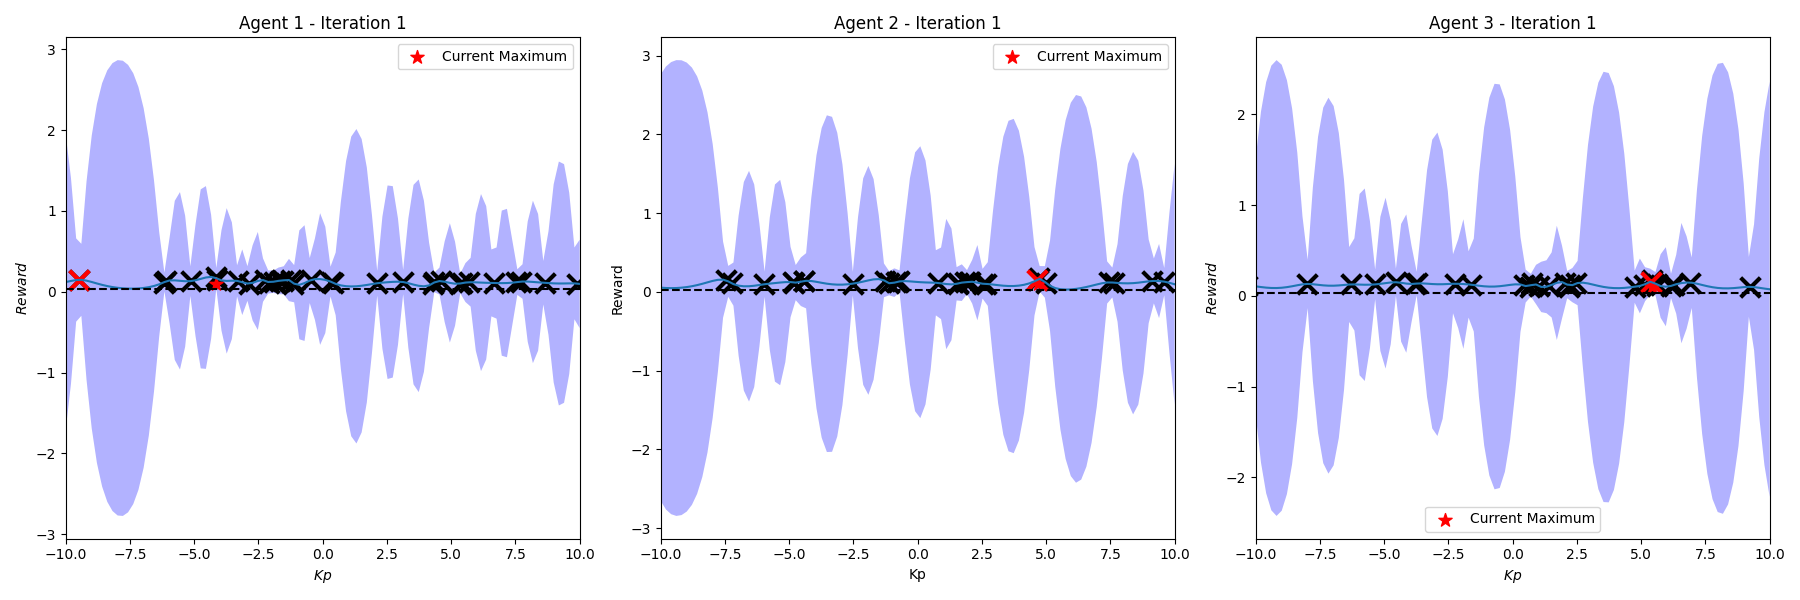 Agent 1 - Iteration 1
3
2
1
0
−1
−2
−3
Reward
Current Maximum
−10.0 −7.5 −5.0 −2.5 0.0 2.5 5.0 7.5 10.0
Kp
Agent 2 - Iteration 1
3
2
1
0
−1
−2
−3
Reward
Current Maximum
−10.0 −7.5 −5.0 −2.5 0.0 2.5 5.0 7.5 10.0
Kp
Agent 3 - Iteration 1
2
1
0
−1
−2
Reward
Current Maximum
−10.0 −7.5 −5.0 −2.5 0.0 2.5 5.0 7.5 10.0
Kp